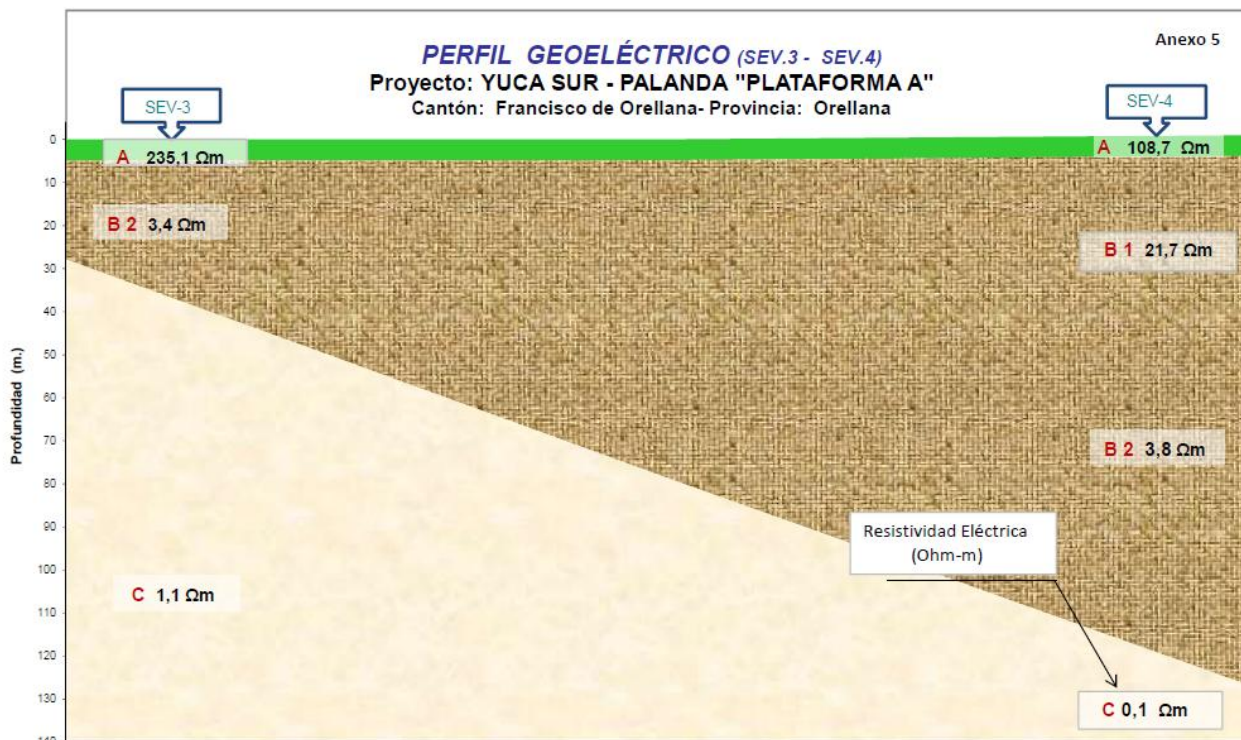 Anexo 5
PERFIL GEOELÉCTRICO (SEV.3 - SEV.4)
Proyecto: YUCA SUR - PALANDA "PLATAFORMA A"
Cantón: Francisco de Orellana- Provincia: Orellana
SEV-3
SEV-4
Profundidad (m.)
0
10
20
30
40
50
60
70
80
90
100
110
120
130
140
A 235,1 Ωm
A 108,7 Ωm
B 2 3,4 Ωm
B 1 21,7 Ωm
B 2 3,8 Ωm
Resistividad Eléctrica
(Ohm-m)
C 1,1 Ωm
C 0,1 Ωm